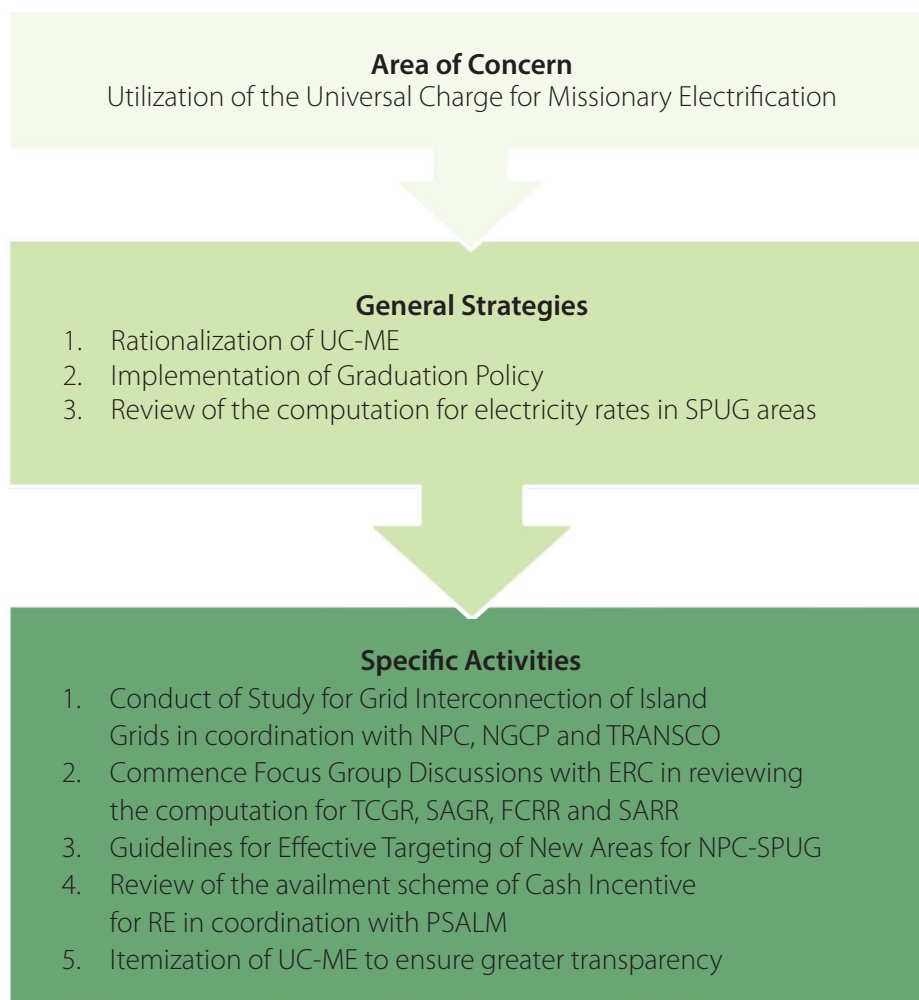 Area of Concern
Utilization of the Universal Charge for Missionary Electrification
General Strategies
1. Rationalization of UC-ME
2. Implementation of Graduation Policy
3. Review of the computation for electricity rates in SPUG areas
Specific Activities
1. Conduct of Study for Grid Interconnection of Island
Grids in coordination with NPC, NGCP and TRANSCO
2. Commence Focus Group Discussions with ERC in reviewing
the computation for TCGR, SAGR, FCRR and SARR
3. Guidelines for Effective Targeting of New Areas for NPC-SPUG
4. Review of the availment scheme of Cash Incentive
for RE in coordination with PSALM
5. Itemization of UC-ME to ensure greater transparency